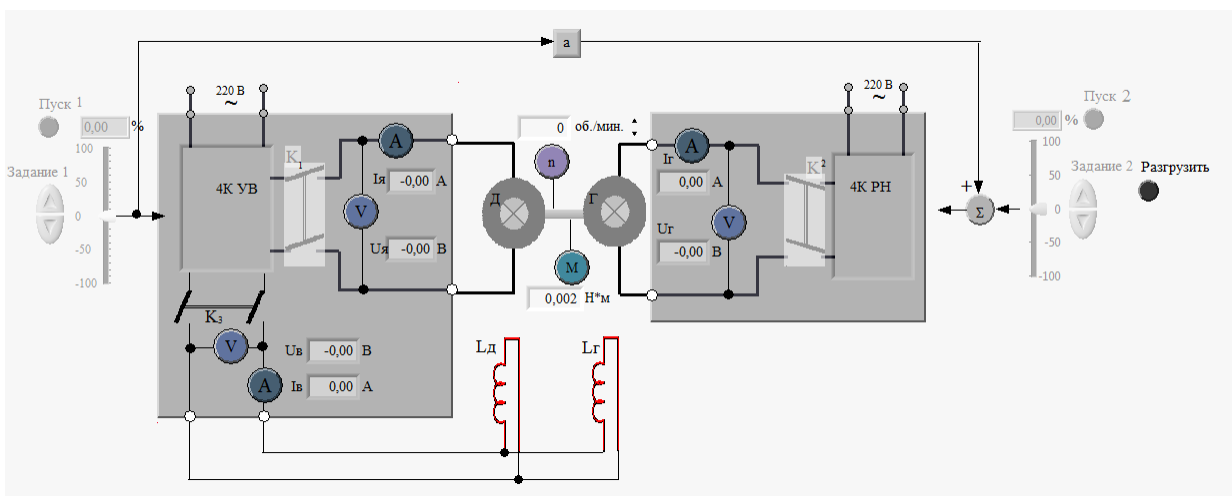 a
220 В
~
220 В
~
Пуск 1
0,00 %
Задание 1
100
50
0
-50
-100
4К УВ
K1
A
Iя -0,00 А
V
Uя -0,00 В
K3
V
Uв -0,00 В
A
Iв 0,00 А
0 об./мин.
n
Д
Г
M
0,002 Н*м
Lд
Lг
A
Iг
0,00 А
V
Uг
-0,00 В
K2
4К РН
+
Σ
Пуск 2
0,00 %
100
50
0
-50
-100
Задание 2
Разгрузить